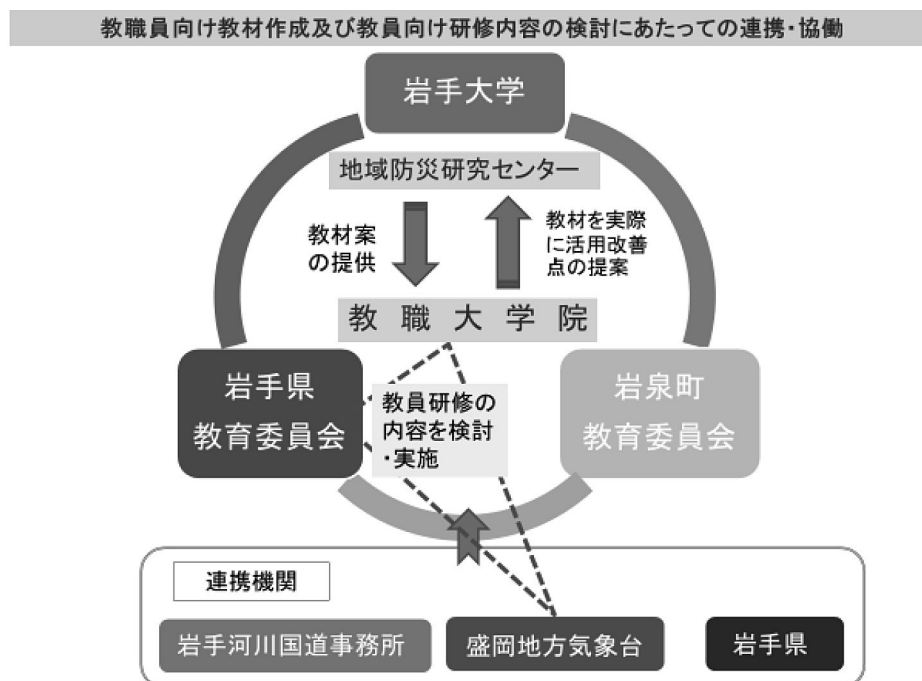 教職員向け教材作成及び教員向け研修内容の検討にあたっての連携・協働
岩手大学
地域防災研究センター
教材案
の提供
教材を実際
に活用改善
点の提案
教職大学院
岩手県
教育委員会
教員研修の
内容を検討
・実施
岩泉町
教育委員会
連携機関
岩手河川国道事務所
盛岡地方気象台
岩手県